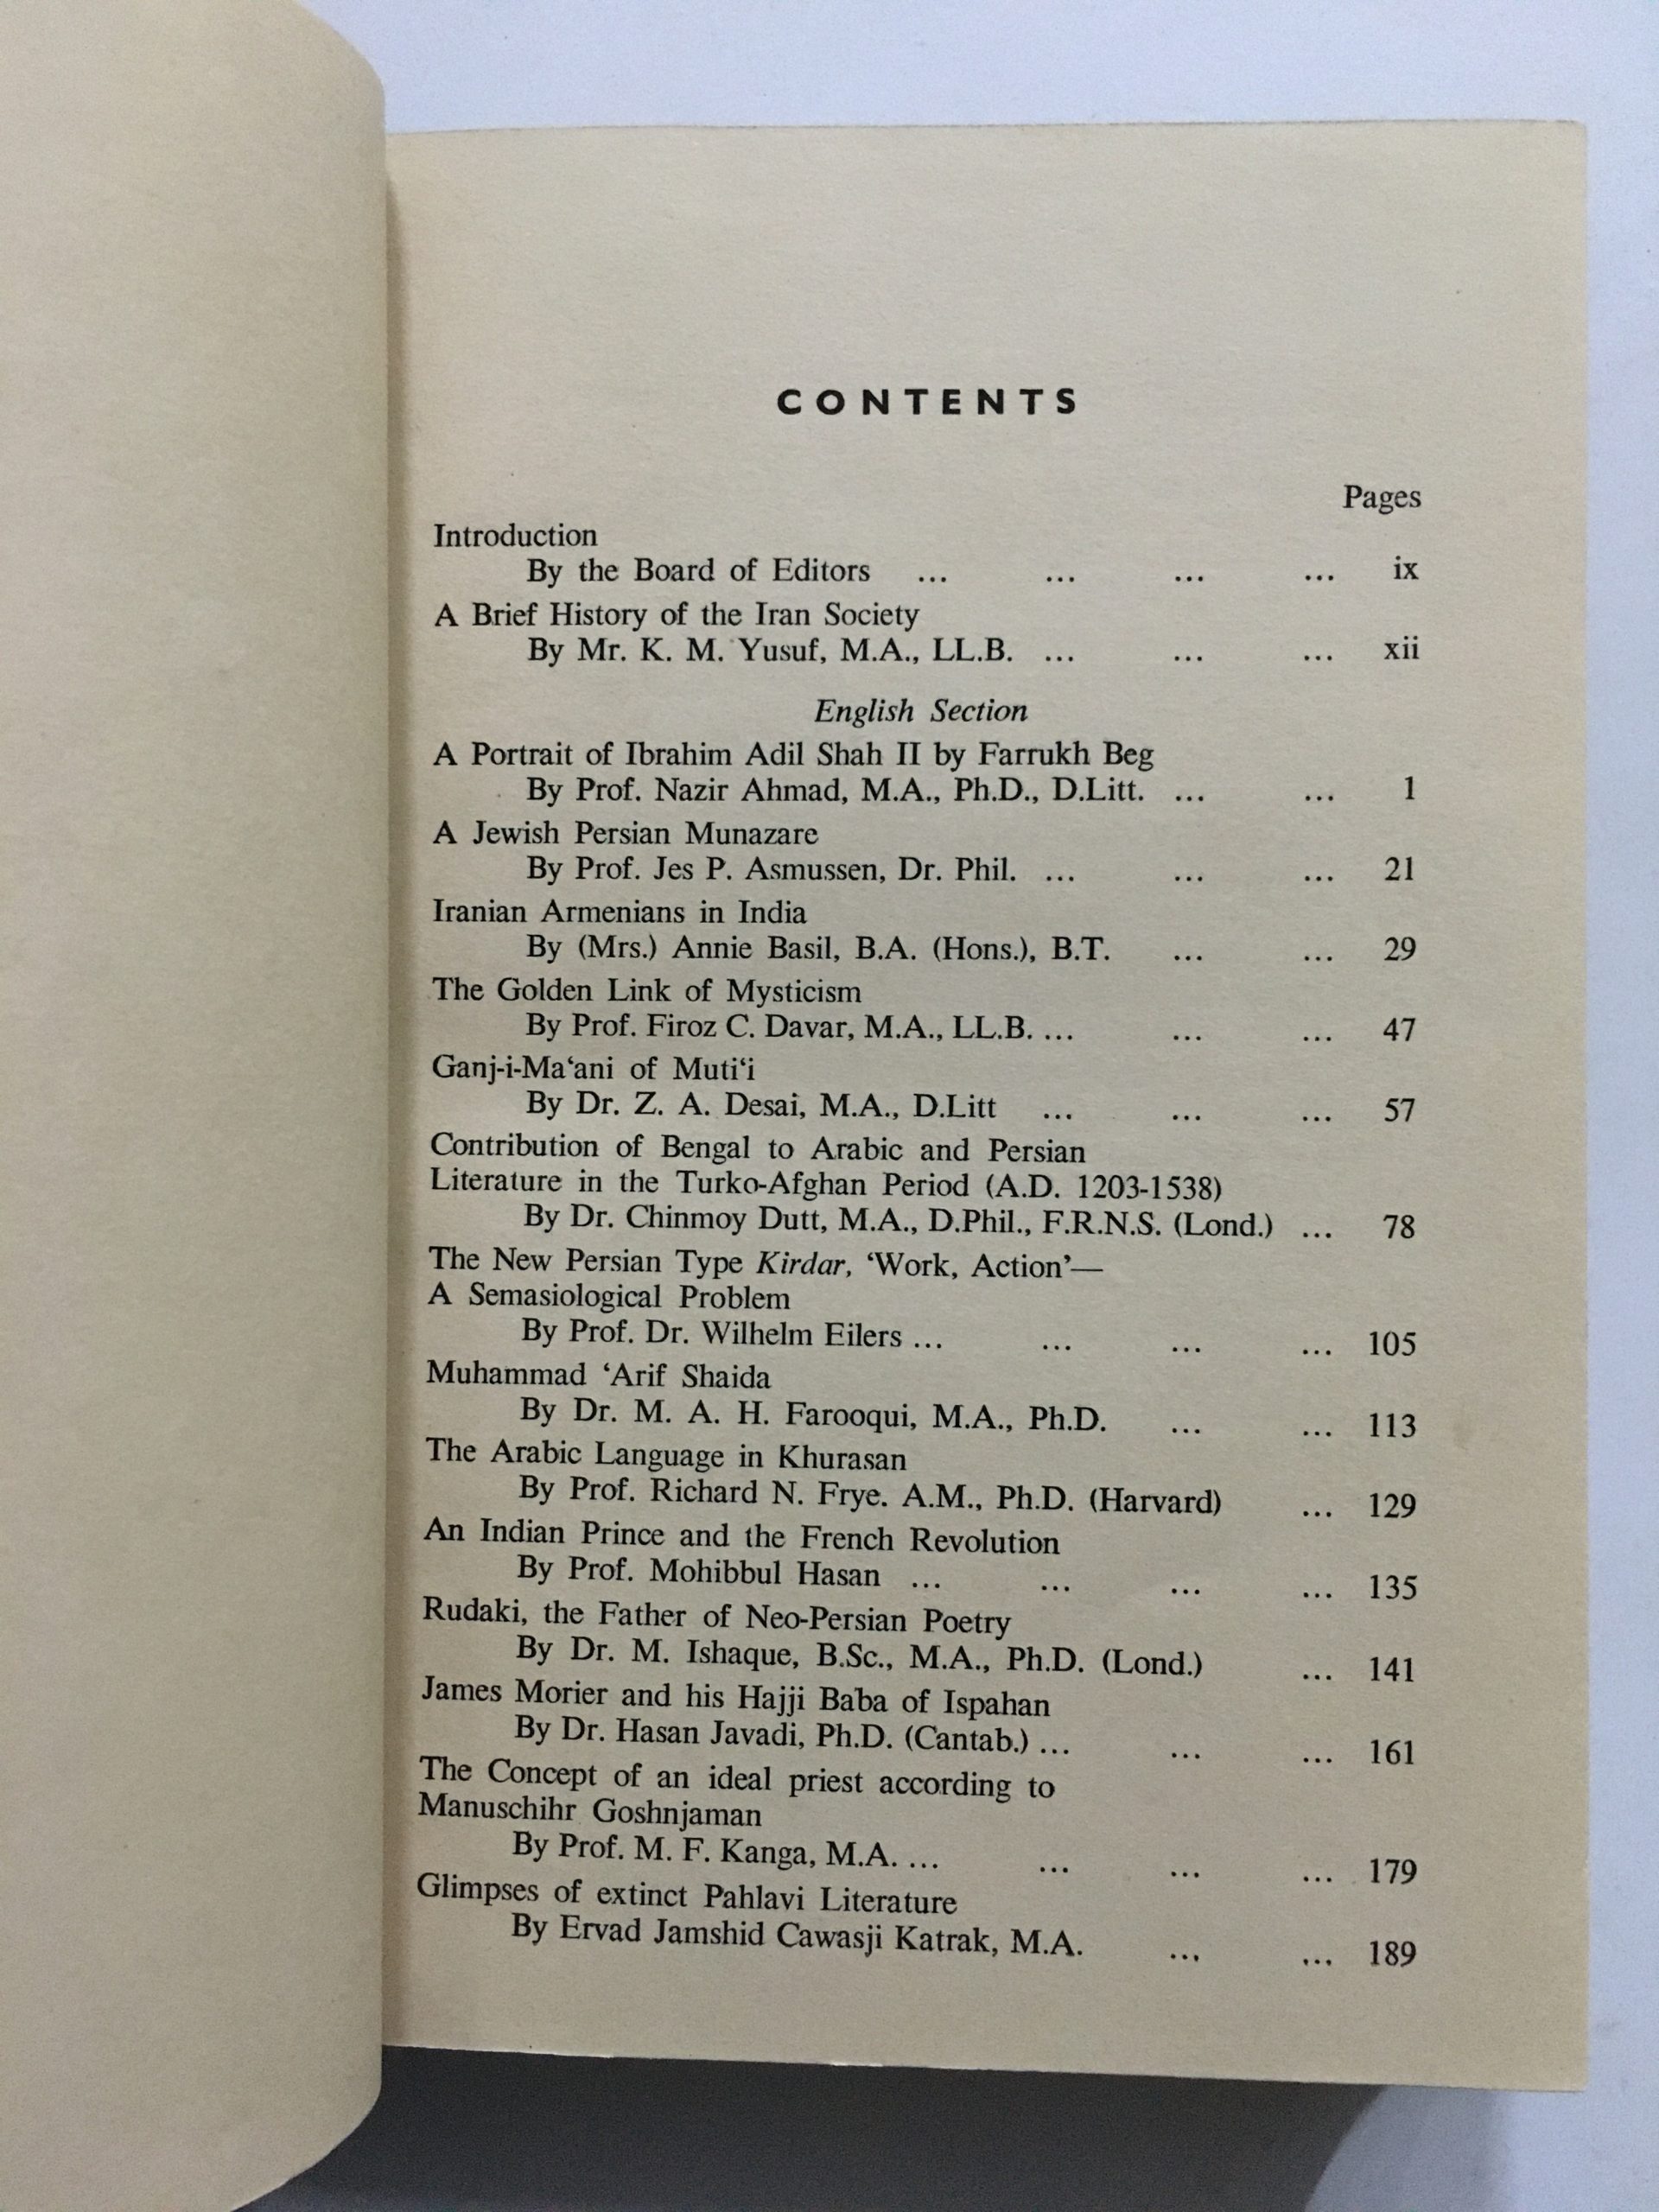 CONTENTS
Pages
Introduction
By the Board of Editors ... ... ... ... ix
A Brief History of the Iran Society
By Mr. K. M. Yusuf, M.A., LL.B. ... ... ... xii
English Section
A Portrait of Ibrahim Adil Shah II by Farrukh Beg
By Prof. Nazir Ahmad, M.A., Ph.D., D.Litt. ... ... 1
A Jewish Persian Munazare
By Prof. Jes P. Asmussen, Dr. Phil. ... ... ... 21
Iranian Armenians in India
By (Mrs.) Annie Basil, B.A. (Hons.), B.T. ... ... 29
The Golden Link of Mysticism
By Prof. Firoz C. Davar, M.A., LL.B. ... ... ... 47
Ganj-i-Ma‘ani of Muti‘i
By Dr. Z. A. Desai, M.A., D.Litt ... ... ... 57
Contribution of Bengal to Arabic and Persian
Literature in the Turko-Afghan Period (A.D. 1203-1538)
By Dr. Chinmoy Dutt, M.A., D.Phil., F.R.N.S. (Lond.) ... 78
The New Persian Type Kirdar, ‘Work, Action’—
A Semasiological Problem
By Prof. Dr. Wilhelm Eilers ... ... ... ... 105
Muhammad ‘Arif Shaida
By Dr. M. A. H. Farooqui, M.A., Ph.D. ... ... 113
The Arabic Language in Khurasan
By Prof. Richard N. Frye. A.M., Ph.D. (Harvard) ... 129
An Indian Prince and the French Revolution
By Prof. Mohibbul Hasan ... ... ... ... 135
Rudaki, the Father of Neo-Persian Poetry
By Dr. M. Ishaque, B.Sc., M.A., Ph.D. (Lond.) ... 141
James Morier and his Hajji Baba of Ispahan
By Dr. Hasan Javadi, Ph.D. (Cantab.) ... ... ... 161
The Concept of an ideal priest according to
Manuschihr Goshnjaman
By Prof. M. F. Kanga, M.A. ... ... ... ... 179
Glimpses of extinct Pahlavi Literature
By Ervad Jamshid Cawasji Katrak, M.A. ... ... 189